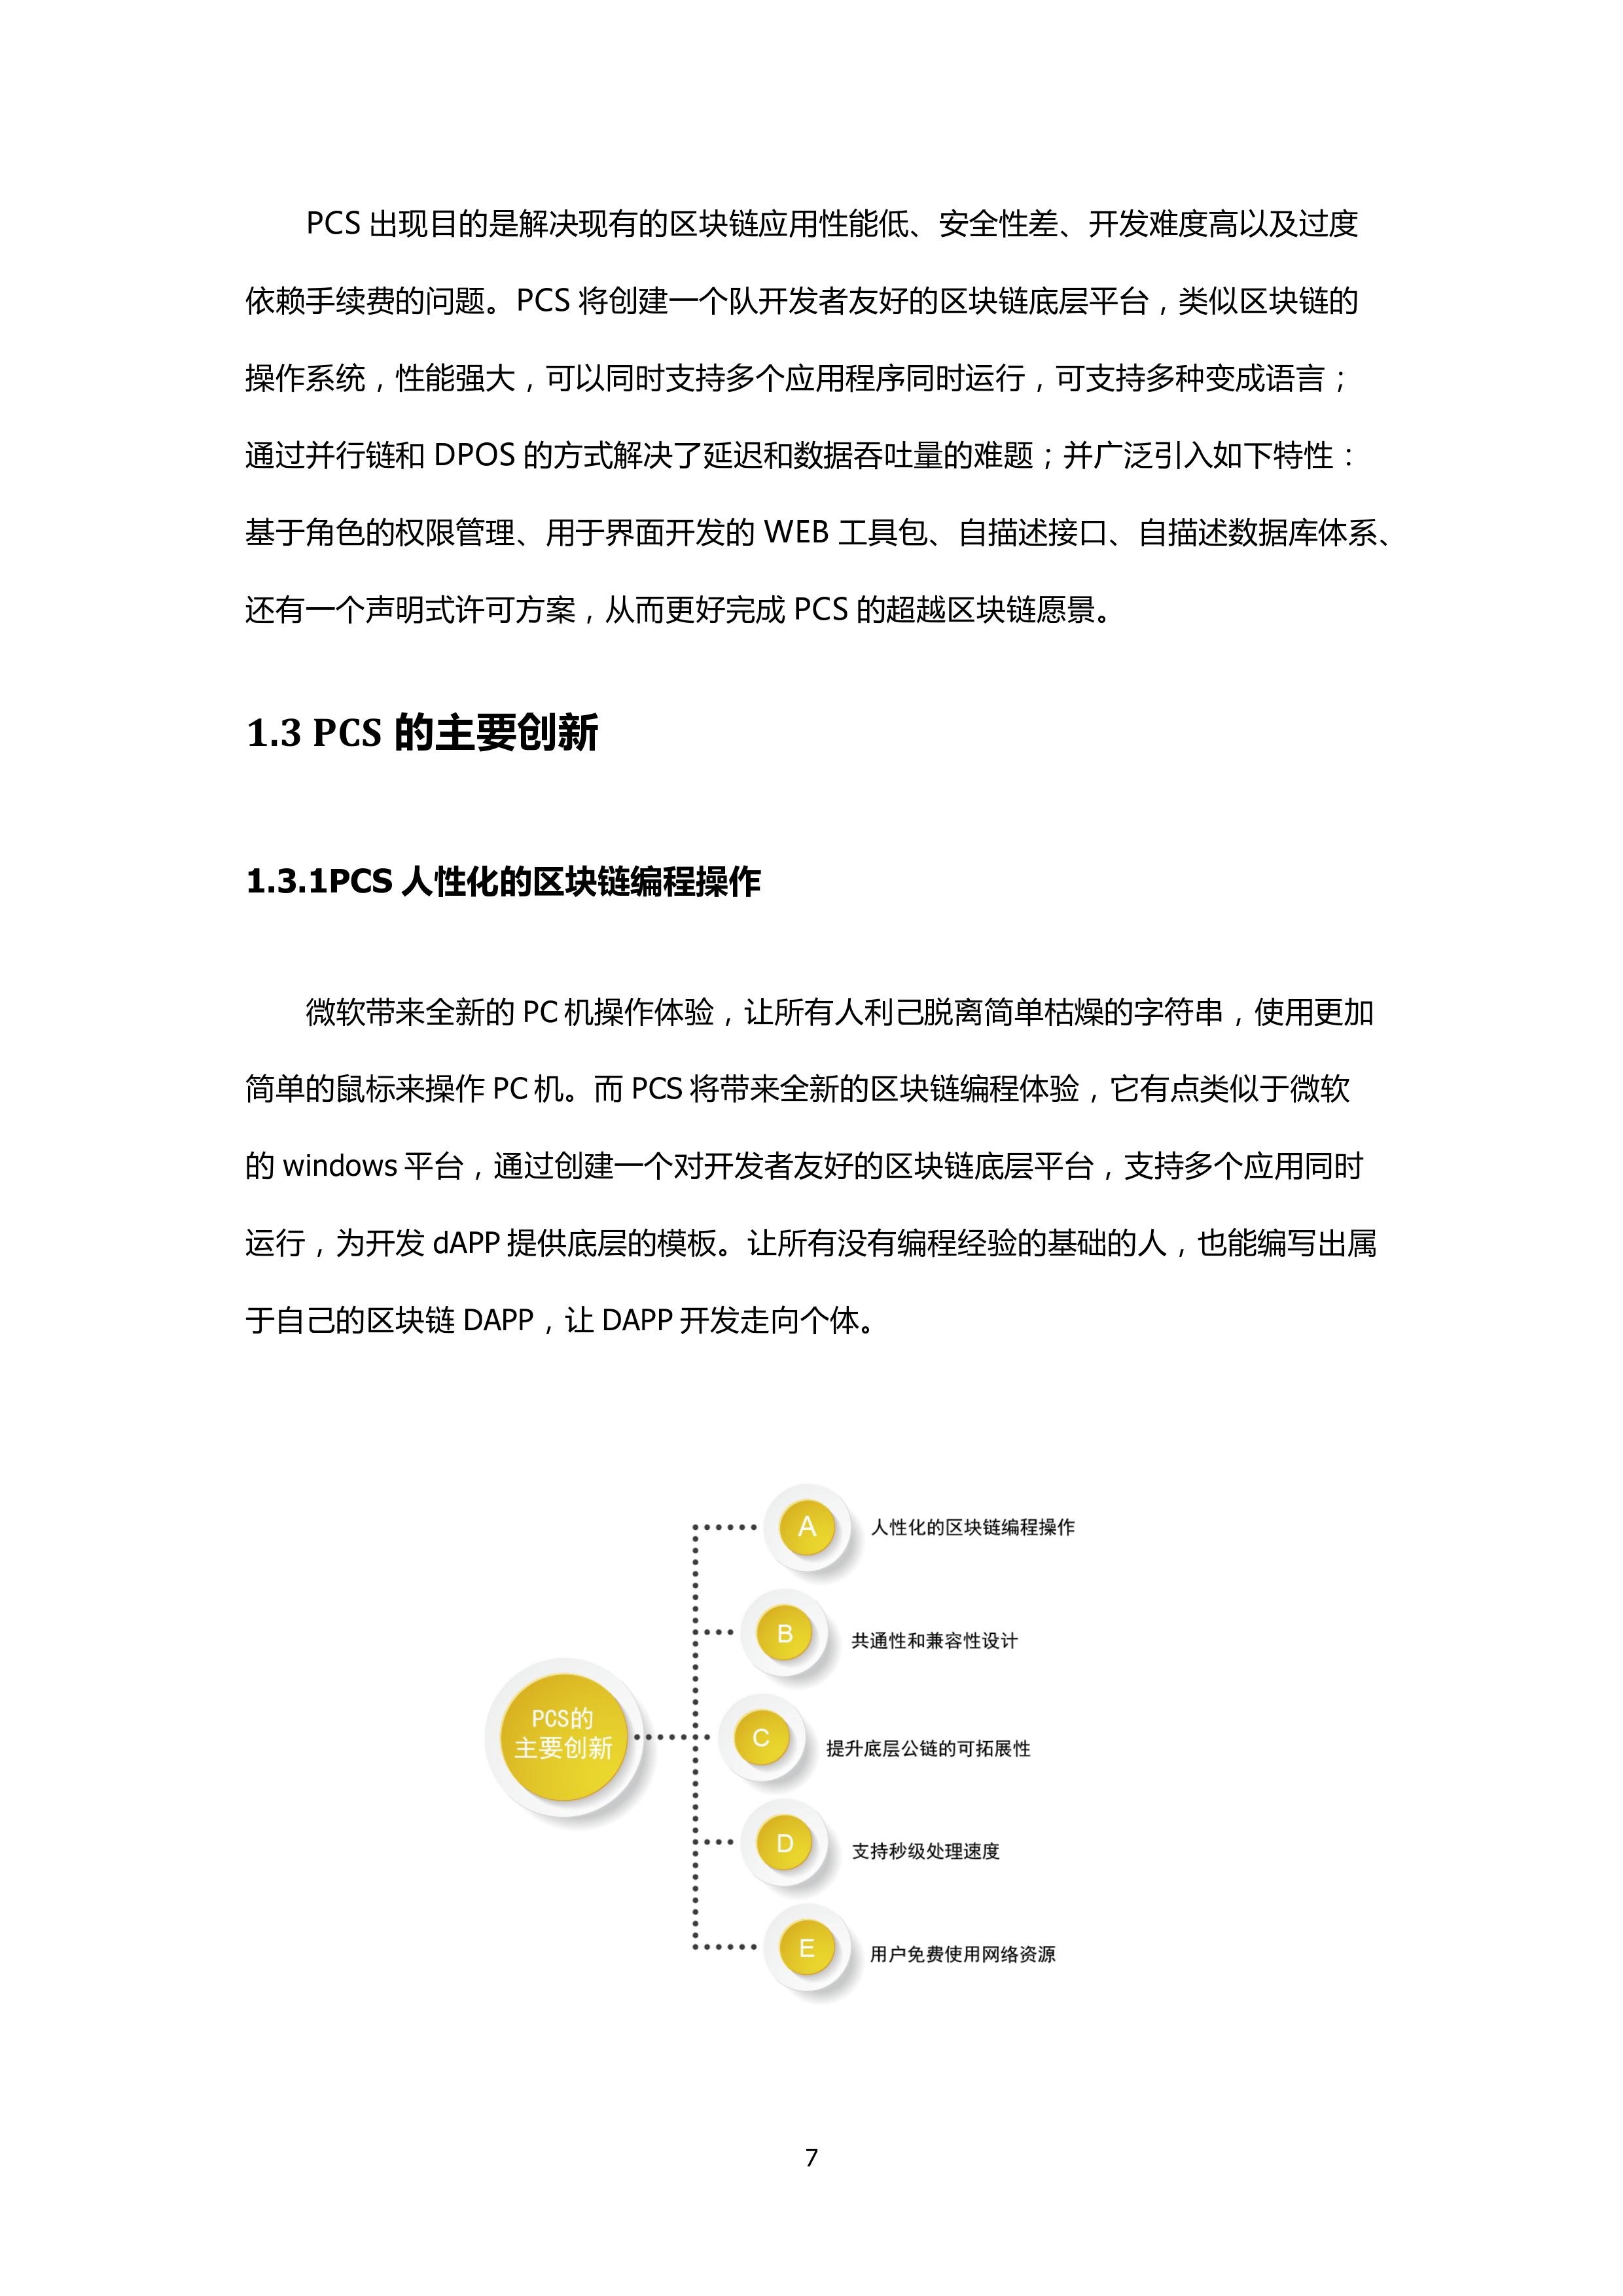 PCS 出现目的是解决现有的区块链应用性能低、安全性差、开发难度高以及过度
依赖手续费的问题。PCS 将创建一个队开发者友好的区块链底层平台，类似区块链的
操作系统，性能强大，可以同时支持多个应用程序同时运行，可支持多种变成语言；
通过并行链和 DPOS 的方式解决了延迟和数据吞吐量的难题；并广泛引入如下特性：
基于角色的权限管理、用于界面开发的 WEB 工具包、自描述接口、自描述数据库体系、
还有一个声明式许可方案，从而更好完成 PCS 的超越区块链愿景。
1.3 PCS 的主要创新
1.3.1PCS 人性化的区块链编程操作
微软带来全新的 PC 机操作体验，让所有人利己脱离简单枯燥的字符串，使用更加
简单的鼠标来操作 PC 机。而 PCS 将带来全新的区块链编程体验，它有点类似于微软
的 windows 平台，通过创建一个对开发者友好的区块链底层平台，支持多个应用同时
运行，为开发 dAPP 提供底层的模板。让所有没有编程经验的基础的人，也能编写出属
于自己的区块链 DAPP，让 DAPP 开发走向个体。
PCS的
主要创新
A 人性化的区块链编程操作
B 共通性和兼容性设计
C 提升底层公链的可拓展性
D 支持秒级处理速度
E 用户免费使用网络资源
7